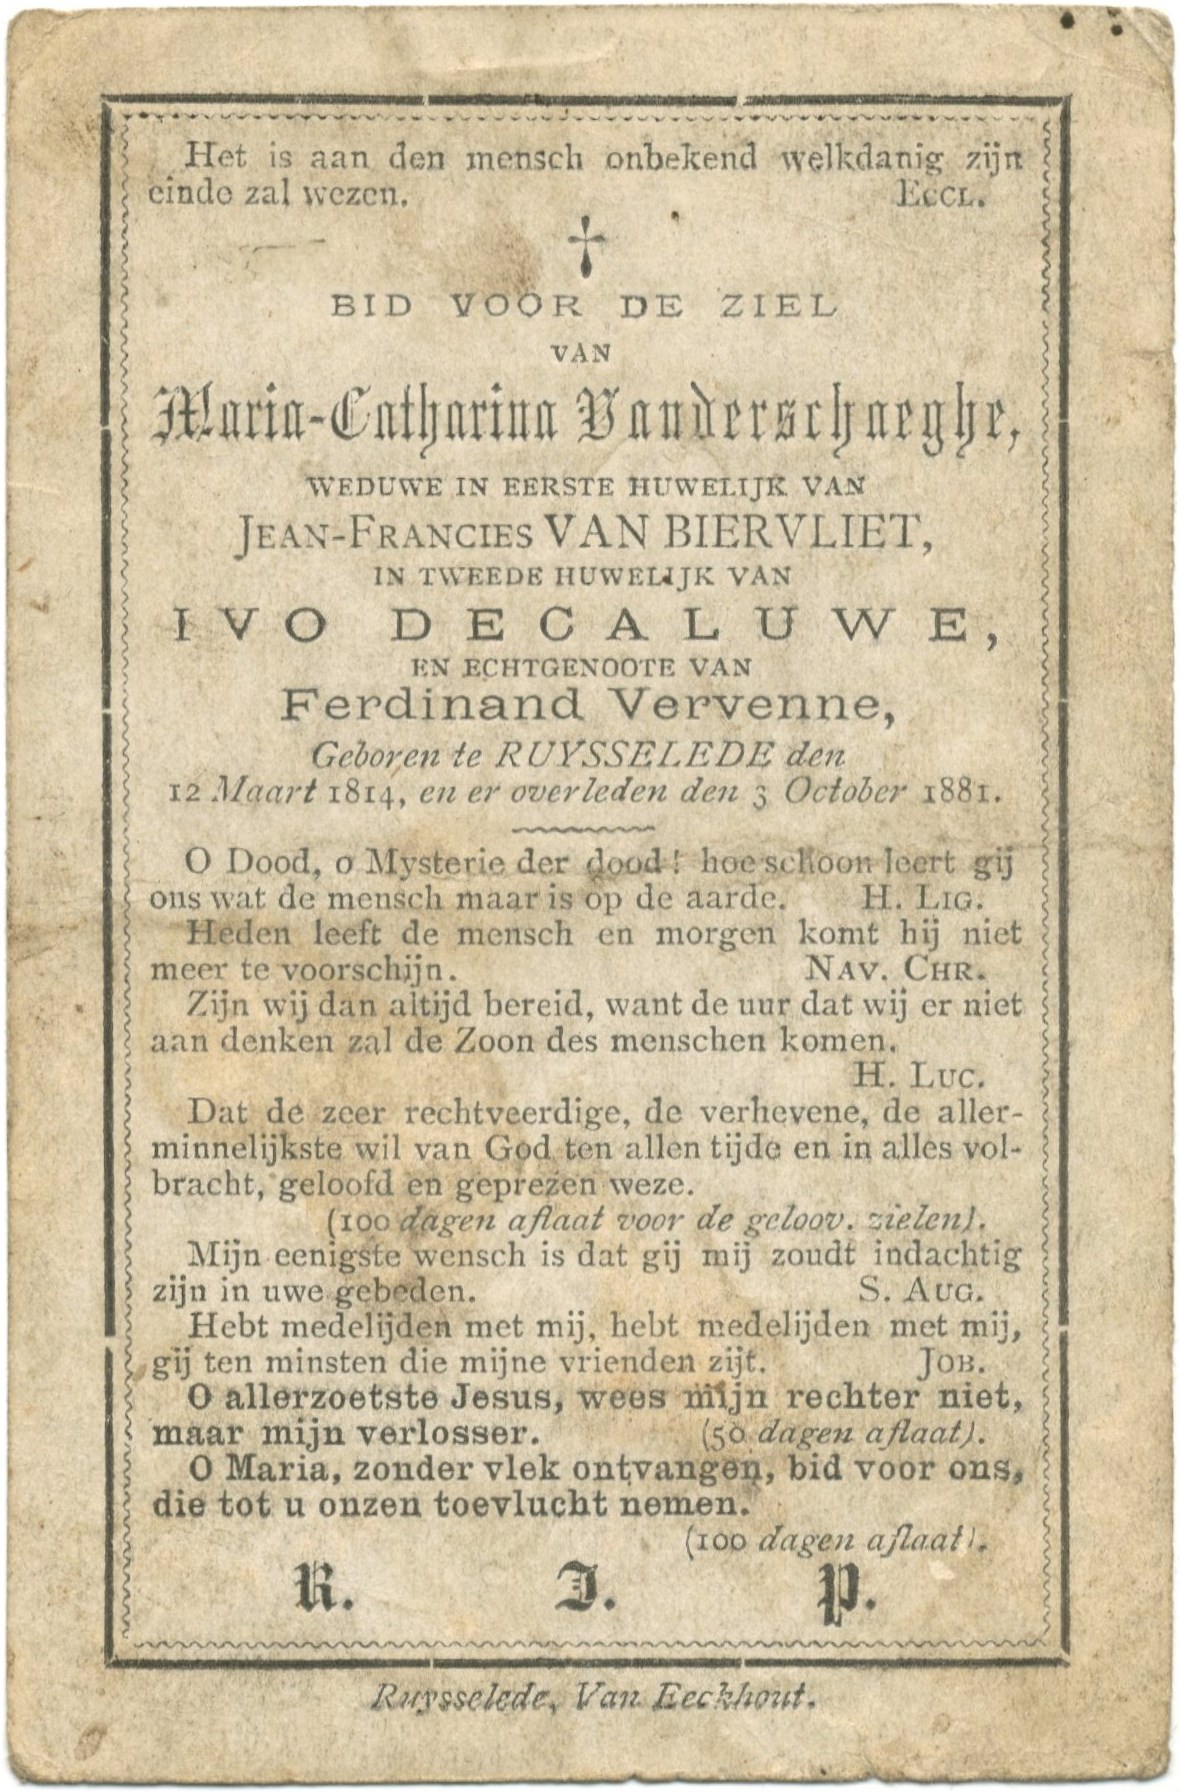 Het is aan den mensch onbekend welkdanig zijn
einde zal wezen. ECCL.
BID VOOR DE ZIEL
VAN
Maria-Catharina Vanderschaeghe,
WEDUWE IN EERSTE HUWELIJK VAN
JEAN-FRANCIES VAN BIERVLIET,
IN TWEEDE HUWELIJK VAN
IVO DECALUWE,
EN ECHTGENOOTE VAN
Ferdinand Vervenne,
Geboren te RUYSSELEDE den
12 Maart 1814, en er overleden den 3 October 1881.
O Dood, o Mysterie der dood! hoe schoon leert gij
ons wat de mensch maar is op de aarde. H. LIG.
Heden leeft de mensch en morgen komt hij niet
meer te voorschijn. NAV. CHR.
Zijn wij dan altijd bereid, want de uur dat wij er niet
aan denken zal de Zoon des menschen komen.
H. LUC.
Dat de zeer rechtveerdige, de verhevene, de aller-
minnelijkste wil van God ten allen tijde en in alles vol-
bracht, geloofd en geprezen weze.
(100 dagen aflaat voor de geloov. zielen).
Mijn eenigste wensch is dat gij mij zoudt indachtig
zijn in uwe gebeden. S. AUG.
Hebt medelijden met mij, hebt medelijden met mij,
gij ten minsten die mijne vrienden zijt. JOB.
O allerzoetste Jesus, wees mijn rechter niet,
maar mijn verlosser. (50 dagen aflaat).
O Maria, zonder vlek ontvangen, bid voor ons,
die tot u onzen toevlucht nemen.
(100 dagen aflaat).
R. I. P.
Ruysselede, Van Eeckhout.